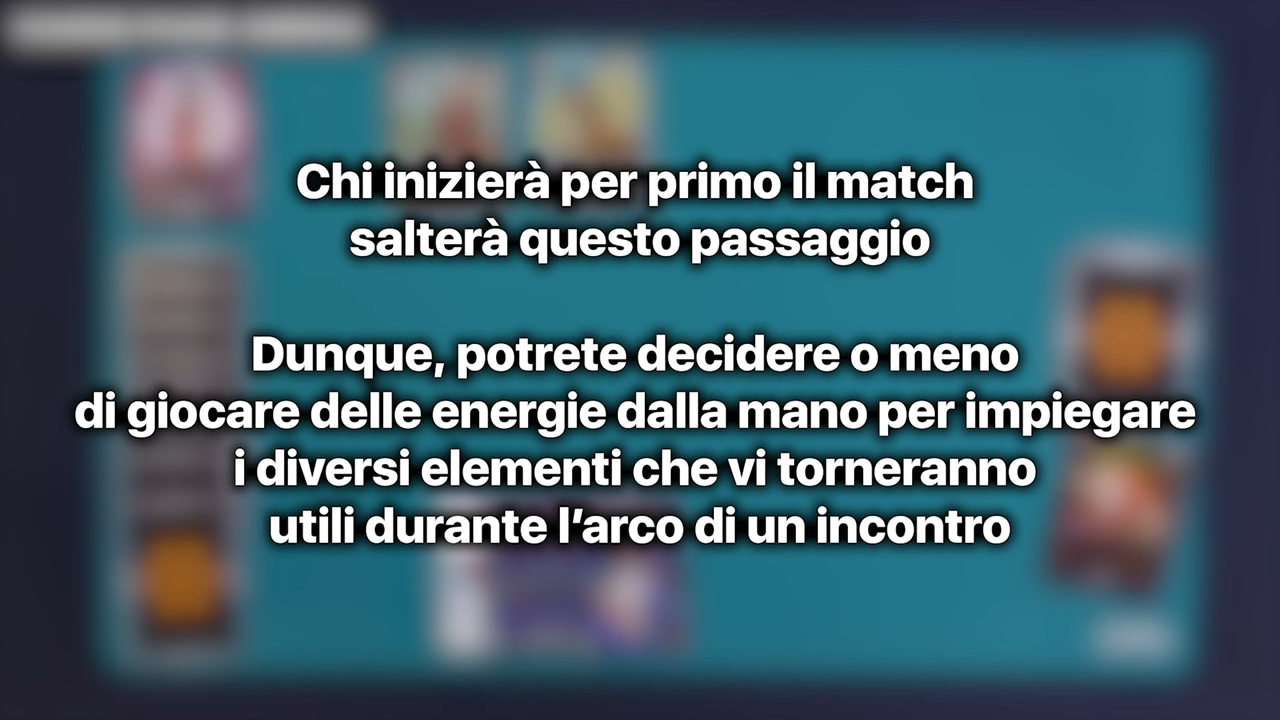 Chi inizierà per primo il match
salterà questo passaggio
Dunque, potrete decidere o meno
di giocare delle energie dalla mano per impiegare
i diversi elementi che vi torneranno
utili durante l’arco di un incontro